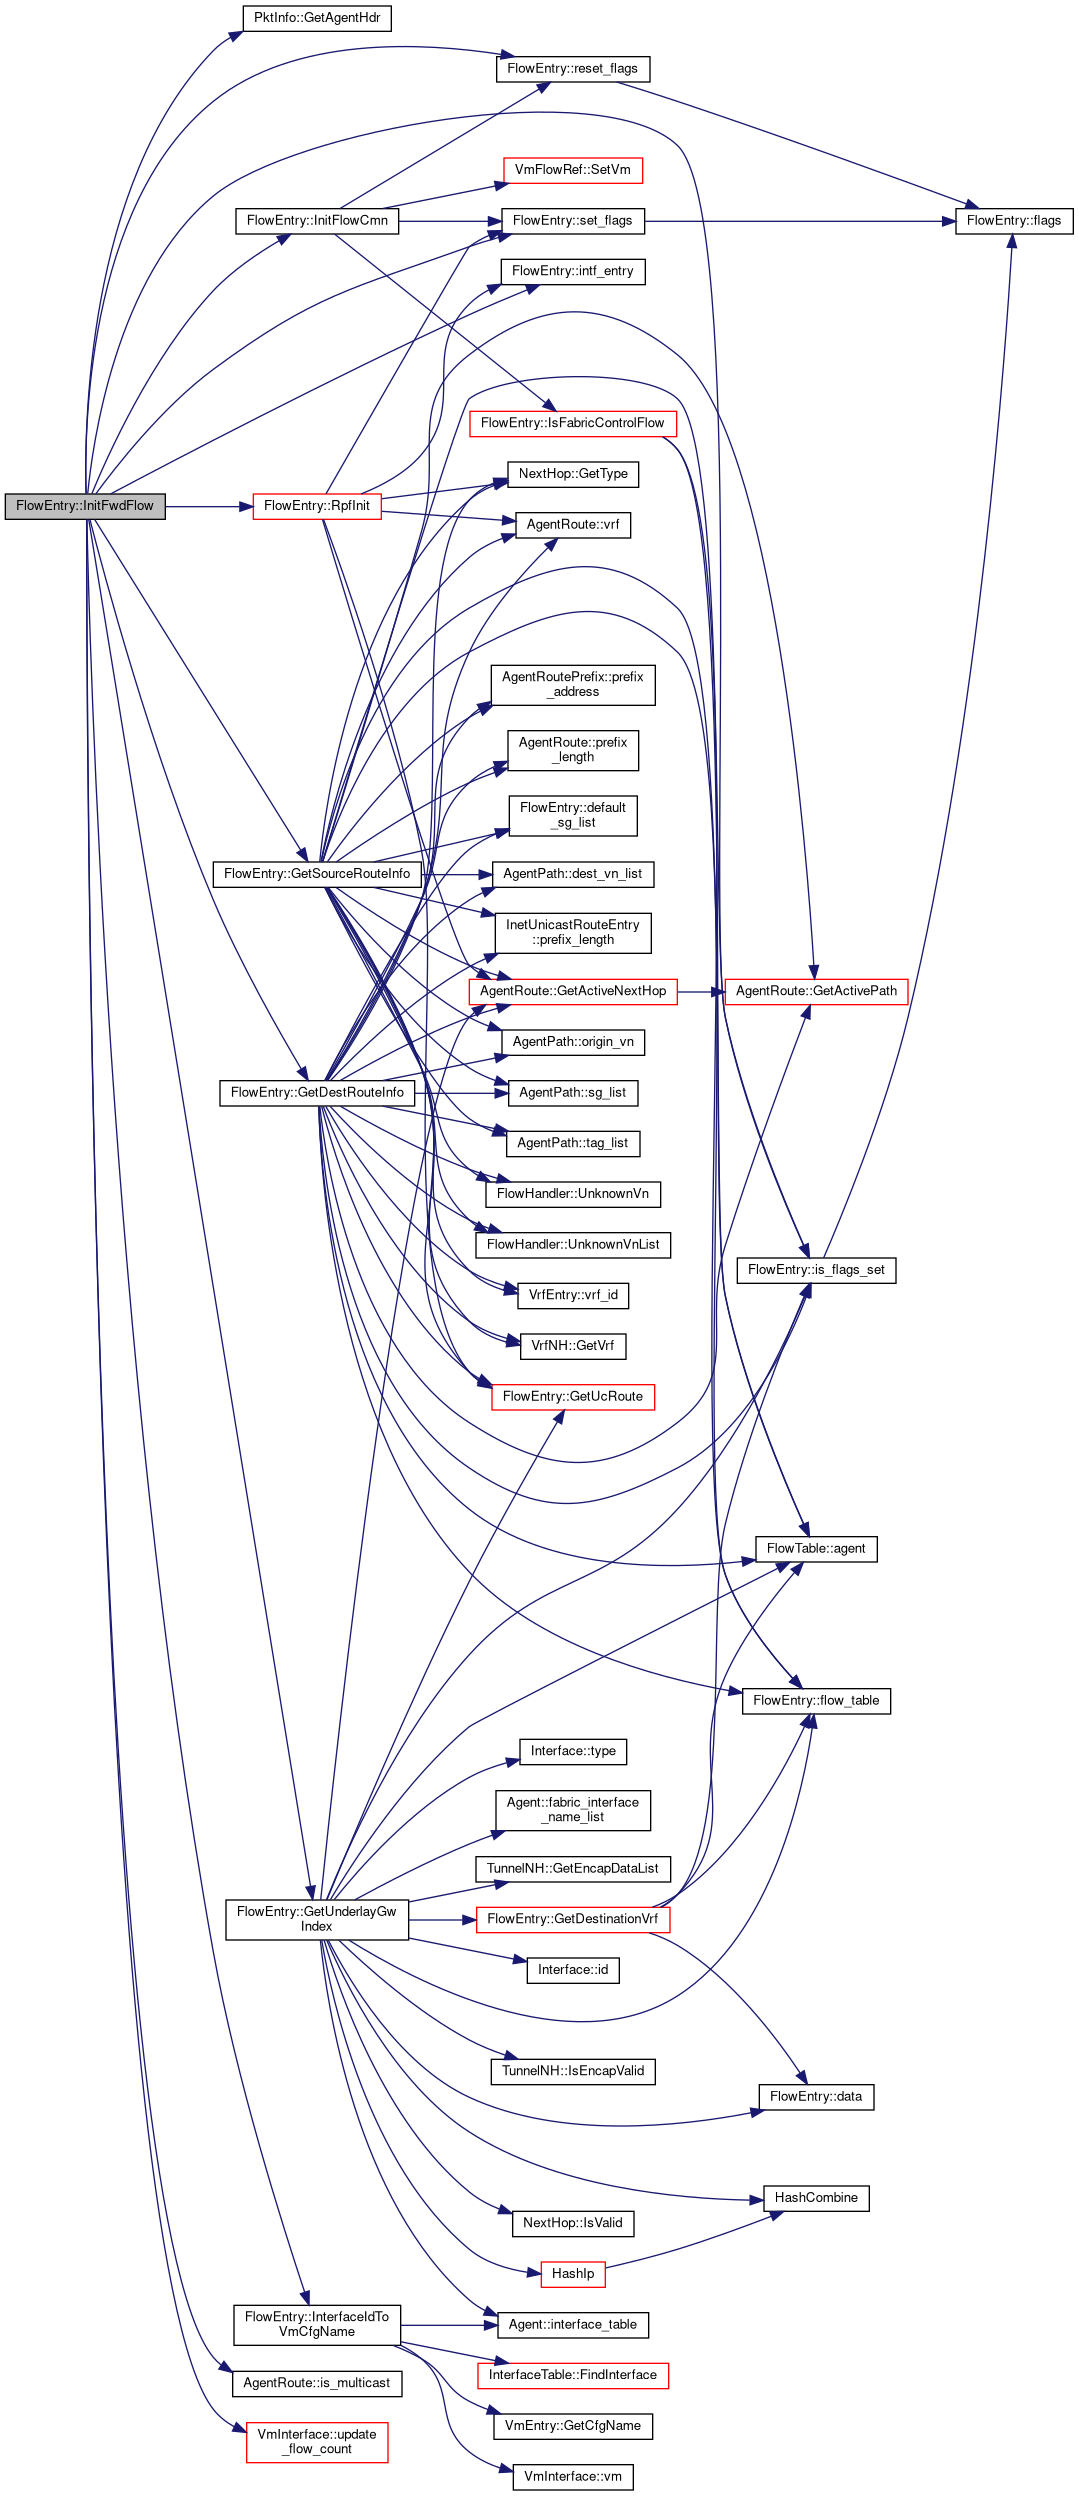 PktInfo::GetAgentHdr
FlowEntry::reset_flags
VmFlowRef::SetVm
FlowEntry::InitFlowCmn
FlowEntry::set_flags
FlowEntry::flags
FlowEntry::intf_entry
FlowEntry::IsFabricControlFlow
NextHop::GetType
FlowEntry::InitFwdFlow
FlowEntry::RpfInit
AgentRoute::vrf
AgentRoutePrefix::prefix
_address
AgentRoute::prefix
_length
FlowEntry::default
_sg_list
FlowEntry::GetSourceRouteInfo
AgentPath::dest_vn_list
InetUnicastRouteEntry
::prefix_length
AgentRoute::GetActiveNextHop
AgentRoute::GetActivePath
AgentPath::origin_vn
FlowEntry::GetDestRouteInfo
AgentPath::sg_list
AgentPath::tag_list
FlowHandler::UnknownVn
FlowHandler::UnknownVnList
FlowEntry::is_flags_set
VrfEntry::vrf_id
VrfNH::GetVrf
FlowEntry::GetUcRoute
FlowTable::agent
FlowEntry::flow_table
Interface::type
Agent::fabric_interface
_name_list
TunnelNH::GetEncapDataList
FlowEntry::GetUnderlayGw
Index
FlowEntry::GetDestinationVrf
Interface::id
TunnelNH::IsEncapValid
FlowEntry::data
HashCombine
NextHop::IsValid
HashIp
FlowEntry::InterfaceIdTo
VmCfgName
Agent::interface_table
InterfaceTable::FindInterface
AgentRoute::is_multicast
VmEntry::GetCfgName
VmInterface::update
_flow_count
VmInterface::vm